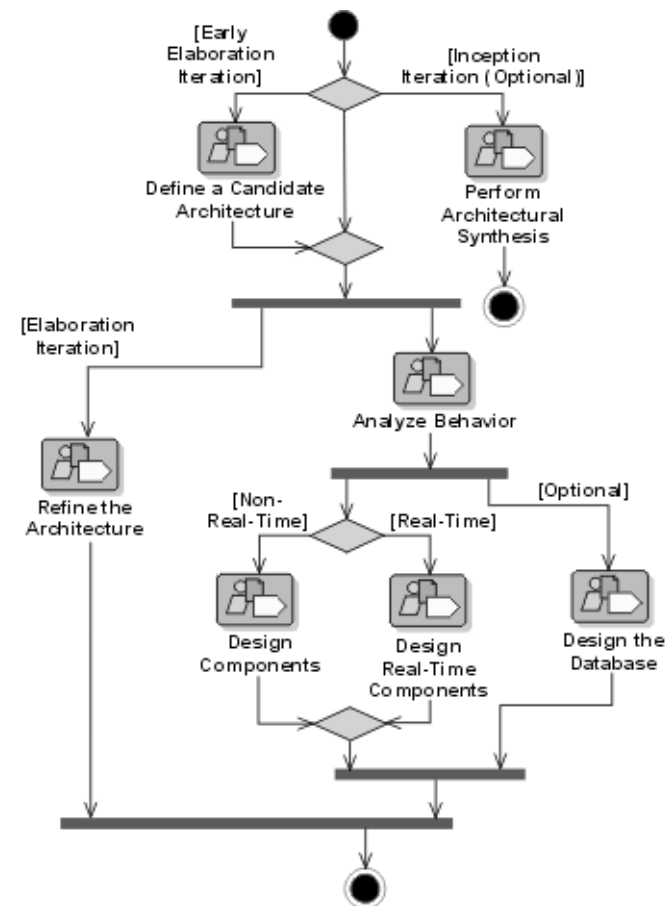 [Early
Elaboration
Iteration]
[Inception
Iteration (Optional)]
Define a Candidate
Architecture
Perform
Architectural
Synthesis
[Elaboration
Iteration]
Analyze Behavior
Refine the
Architecture
[Non-
Real-Time]
[Real-Time]
[Optional]
Design
Components
Design
Real-Time
Components
Design the
Database